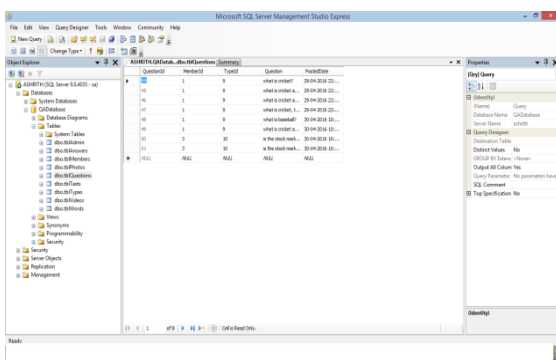 Microsoft SQL Server Management Studio Express
File Edit View Query Designer Tools Window Community Help
New Query
Change Type
Object Explorer
ASHRITH (SQL Server 9.0.4035 - sa)
Databases
System Databases
QADatabase
Database Diagrams
Tables
System Tables
dbo.tblAdmin
dbo.tblAnswers
dbo.tblMembers
dbo.tblPhotos
dbo.tblQuestions
dbo.tblTexts
dbo.tblTypes
dbo.tblVideos
dbo.tblWords
Views
Synonyms
Programmability
Security
Security
Server Objects
Replication
Management
ASHRITH.QADatab...dbo.tblQuestions Summary
QuestionId MemberId TypeId Question PostedDate
1 9 what is cricket? 29-04-2016 22:...
45 1 9 what is cricket a... 29-04-2016 22:...
46 1 9 what is cricket, t... 29-04-2016 22:...
47 1 9 what is cricket, t... 29-04-2016 22:...
48 1 9 what is baseball? 30-04-2016 10:...
49 1 9 what is cricket a... 30-04-2016 10:...
50 3 10 is the stock mark... 30-04-2016 10:...
51 3 10 is the stock mark... 30-04-2016 10:...
NULL NULL NULL NULL NULL
1 of 8 Cell is Read Only.
Properties
[Qry] Query
(Identity)
(Name) Query
Database Name QADatabase
Server Name ashrith
Query Designer
Destination Table
Distinct Values No
GROUP BY Extens <None>
Output All Colum Yes
Query Parameter No parameters have
SQL Comment
Top Specification No
(Identity)
Ready